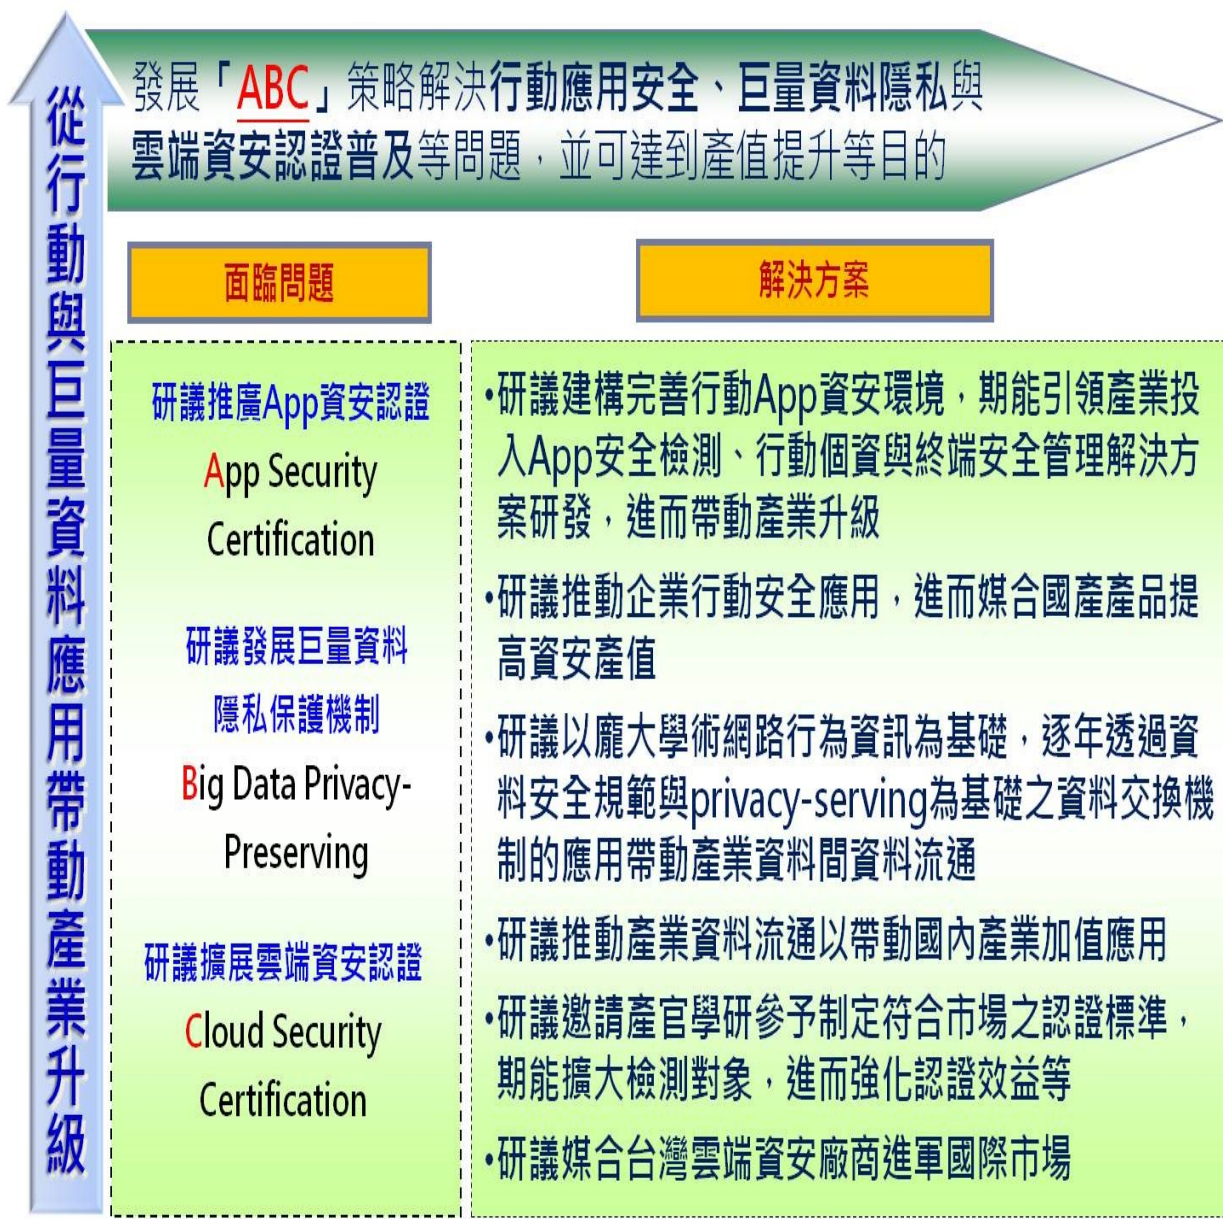 從行動與巨量資料應用帶動產業升級
發展「ABC」策略解決行動應用安全、巨量資料隱私與
雲端資安認證普及等問題，並可達到產值提升等目的
面臨問題
研議推廣App資安認證
App Security
Certification
研議發展巨量資料
隱私保護機制
Big Data Privacy-
Preserving
研議擴展雲端資安認證
Cloud Security
Certification
解決方案
•研議建構完善行動App資安環境，期能引領產業投
入App安全檢測、行動個資與終端安全管理解決方
案研發，進而帶動產業升級
•研議推動企業行動安全應用，進而媒合國產產品提
高資安產值
•研議以龐大學術網路行為資訊為基礎，逐年透過資
料安全規範與privacy-serving為基礎之資料交換機
制的應用帶動產業資料間資料流通
•研議推動產業資料流通以帶動國內產業加值應用
•研議邀請產官學研參予制定符合市場之認證標準，
期能擴大檢測對象，進而強化認證效益等
•研議媒合台灣雲端資安廠商進軍國際市場